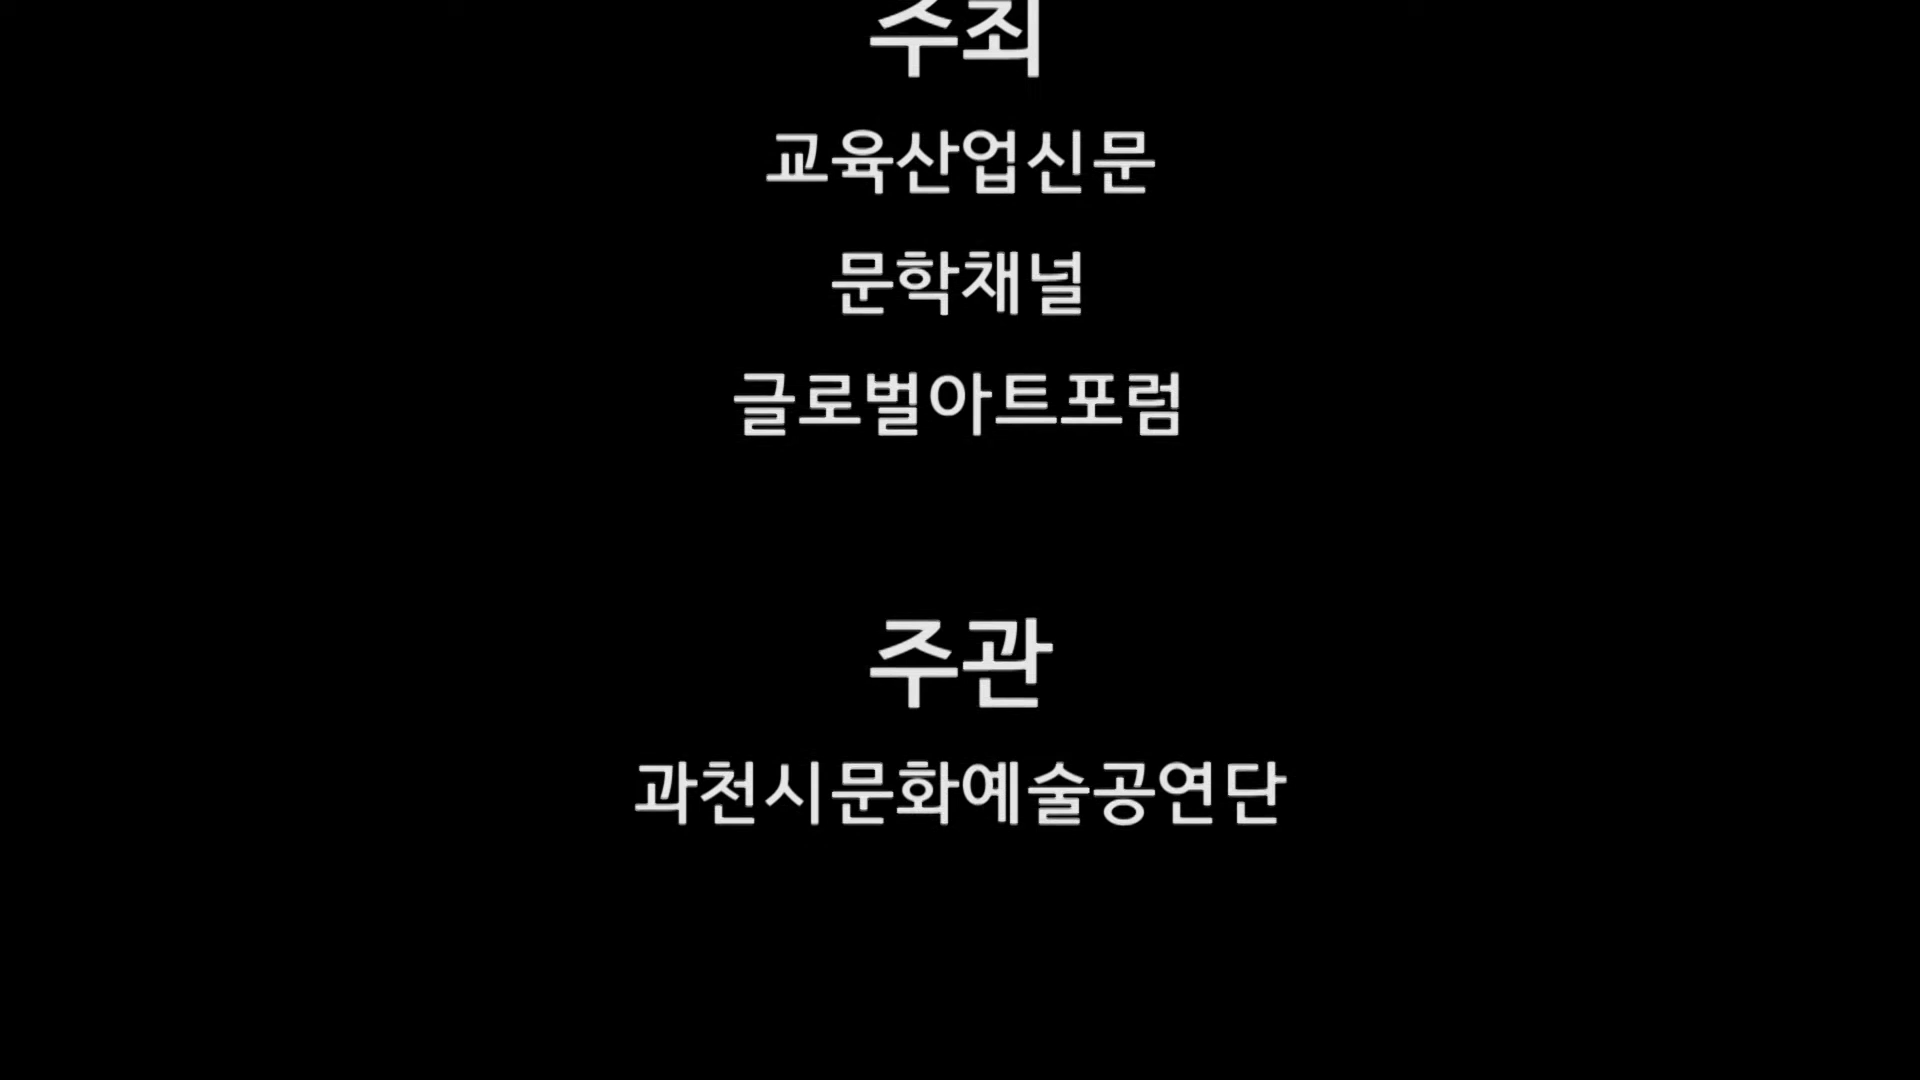 주최
교육산업신문
문학채널
글로벌아트포럼
주관
과천시문화예술공연단